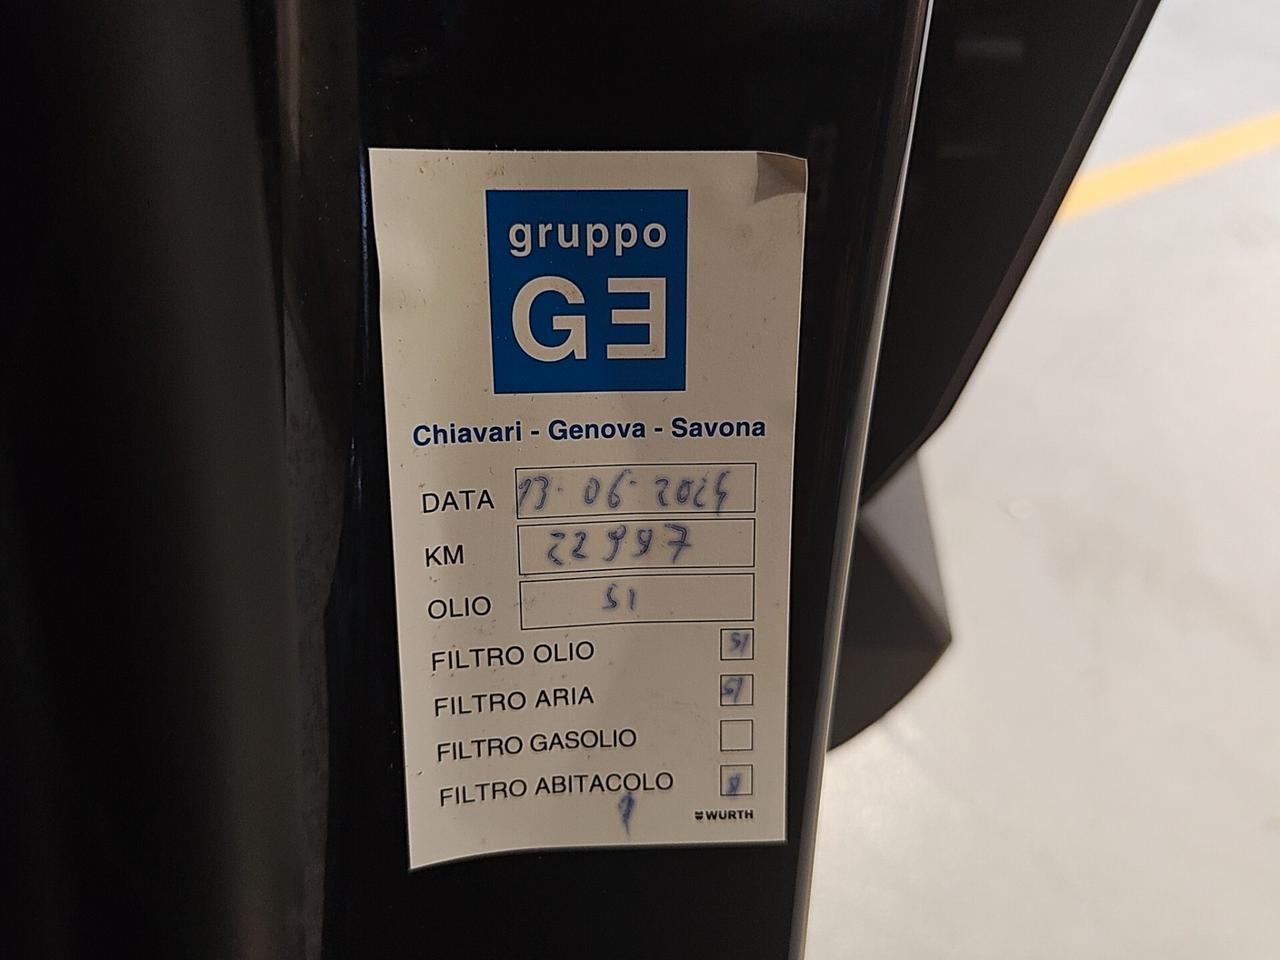 gruppo
GE
Chiavari - Genova - Savona
DATA 13.06.2024
KM 22997
OLIO SI
FILTRO OLIO SI
FILTRO ARIA SI
FILTRO GASOLIO
FILTRO ABITACOLO SI
WÜRTH